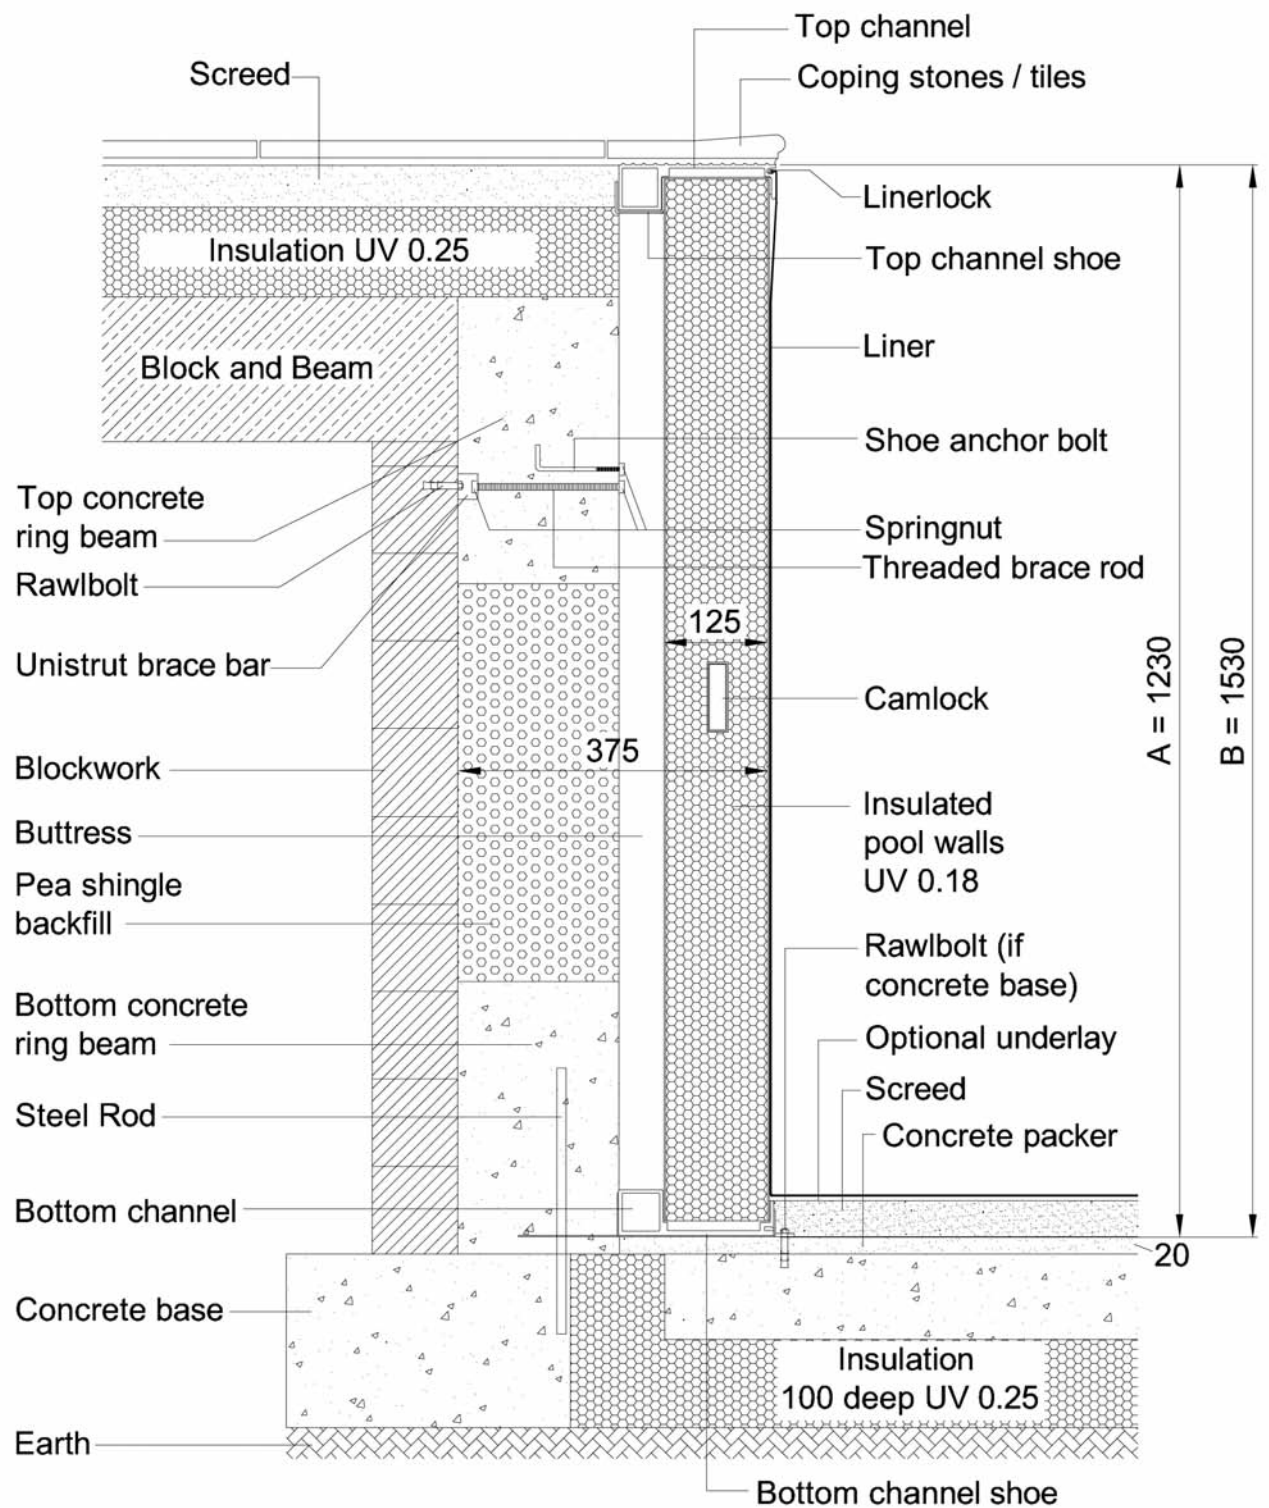 Top channel
Screed
Coping stones / tiles
Linerlock
Insulation UV 0.25
Top channel shoe
Liner
Block and Beam
Shoe anchor bolt
Top concrete
ring beam
Springnut
Threaded brace rod
Rawlbolt
125
Unistrut brace bar
Camlock
A = 1230
B = 1530
375
Blockwork
Insulated
pool walls
UV 0.18
Buttress
Pea shingle
backfill
Rawlbolt (if
concrete base)
Bottom concrete
ring beam
Optional underlay
Screed
Steel Rod
Concrete packer
Bottom channel
20
Concrete base
Insulation
100 deep UV 0.25
Earth
Bottom channel shoe